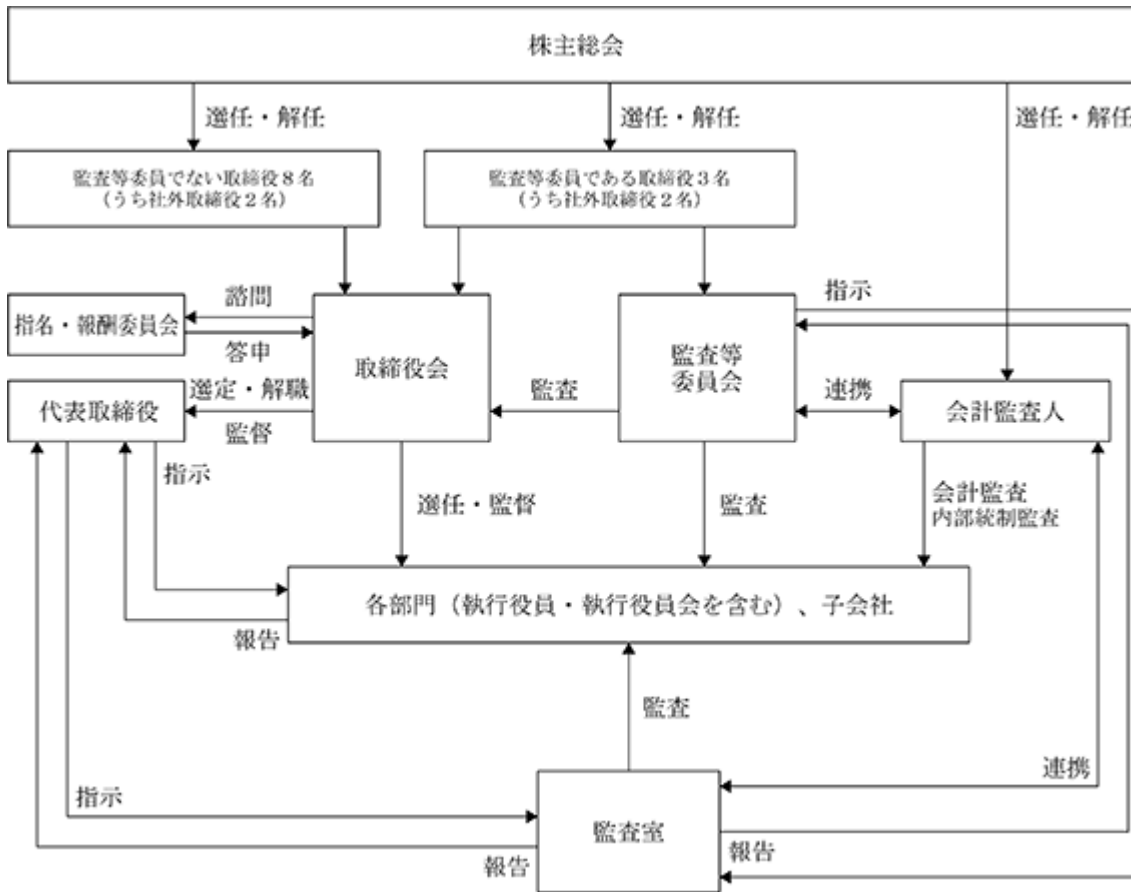 株主総会
選任・解任
選任・解任
選任・解任
監査等委員でない取締役8名
（うち社外取締役2名）
監査等委員である取締役3名
（うち社外取締役2名）
諮問
指示
指名・報酬委員会
答申
取締役会
監査等
委員会
選定・解職
監査
連携
代表取締役
会計監査人
監督
指示
選任・監督
監査
会計監査
内部統制監査
各部門（執行役員・執行役員会を含む）、子会社
報告
監査
連携
指示
監査室
報告
報告